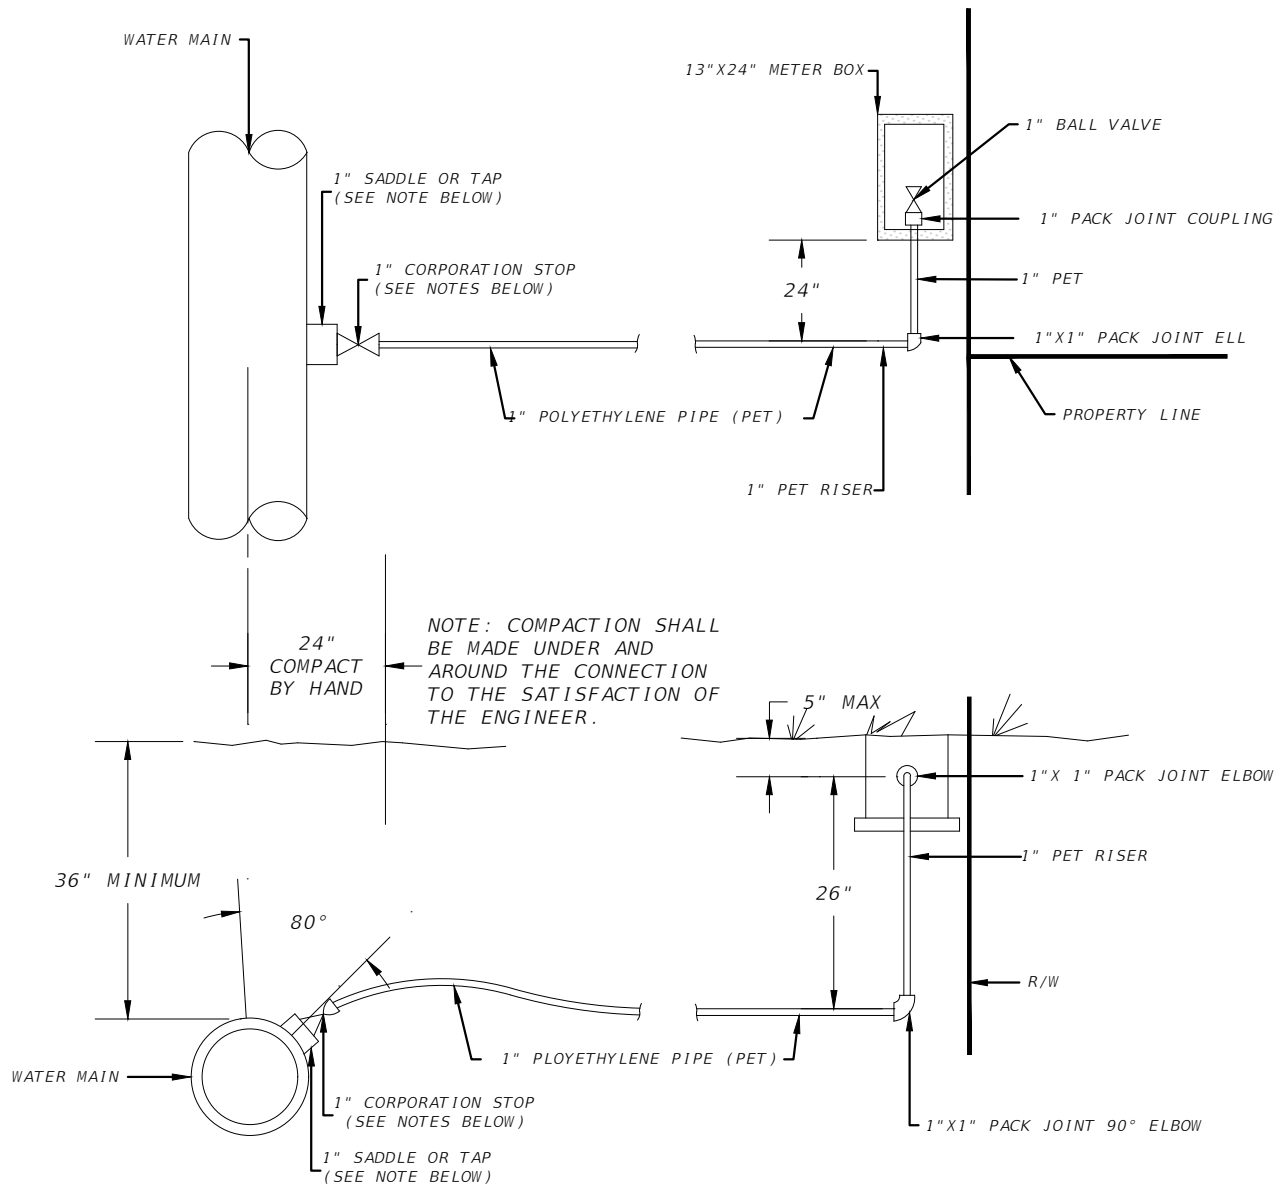 WATER MAIN
13"X24" METER BOX
1" BALL VALVE
1" SADDLE OR TAP
(SEE NOTE BELOW)
1" PACK JOINT COUPLING
1" CORPORATION STOP
(SEE NOTES BELOW)
24"
1" PET
1"X1" PACK JOINT ELL
1" POLYETHYLENE PIPE (PET)
PROPERTY LINE
1" PET RISER
24"
COMPACT
BY HAND
NOTE: COMPACTION SHALL
BE MADE UNDER AND
AROUND THE CONNECTION
TO THE SATISFACTION OF
THE ENGINEER.
5" MAX
1"X 1" PACK JOINT ELBOW
1" PET RISER
36" MINIMUM
26"
80°
R/W
1" PLOYETHYLENE PIPE (PET)
WATER MAIN
1" CORPORATION STOP
(SEE NOTES BELOW)
1"X1" PACK JOINT 90° ELBOW
1" SADDLE OR TAP
(SEE NOTE BELOW)